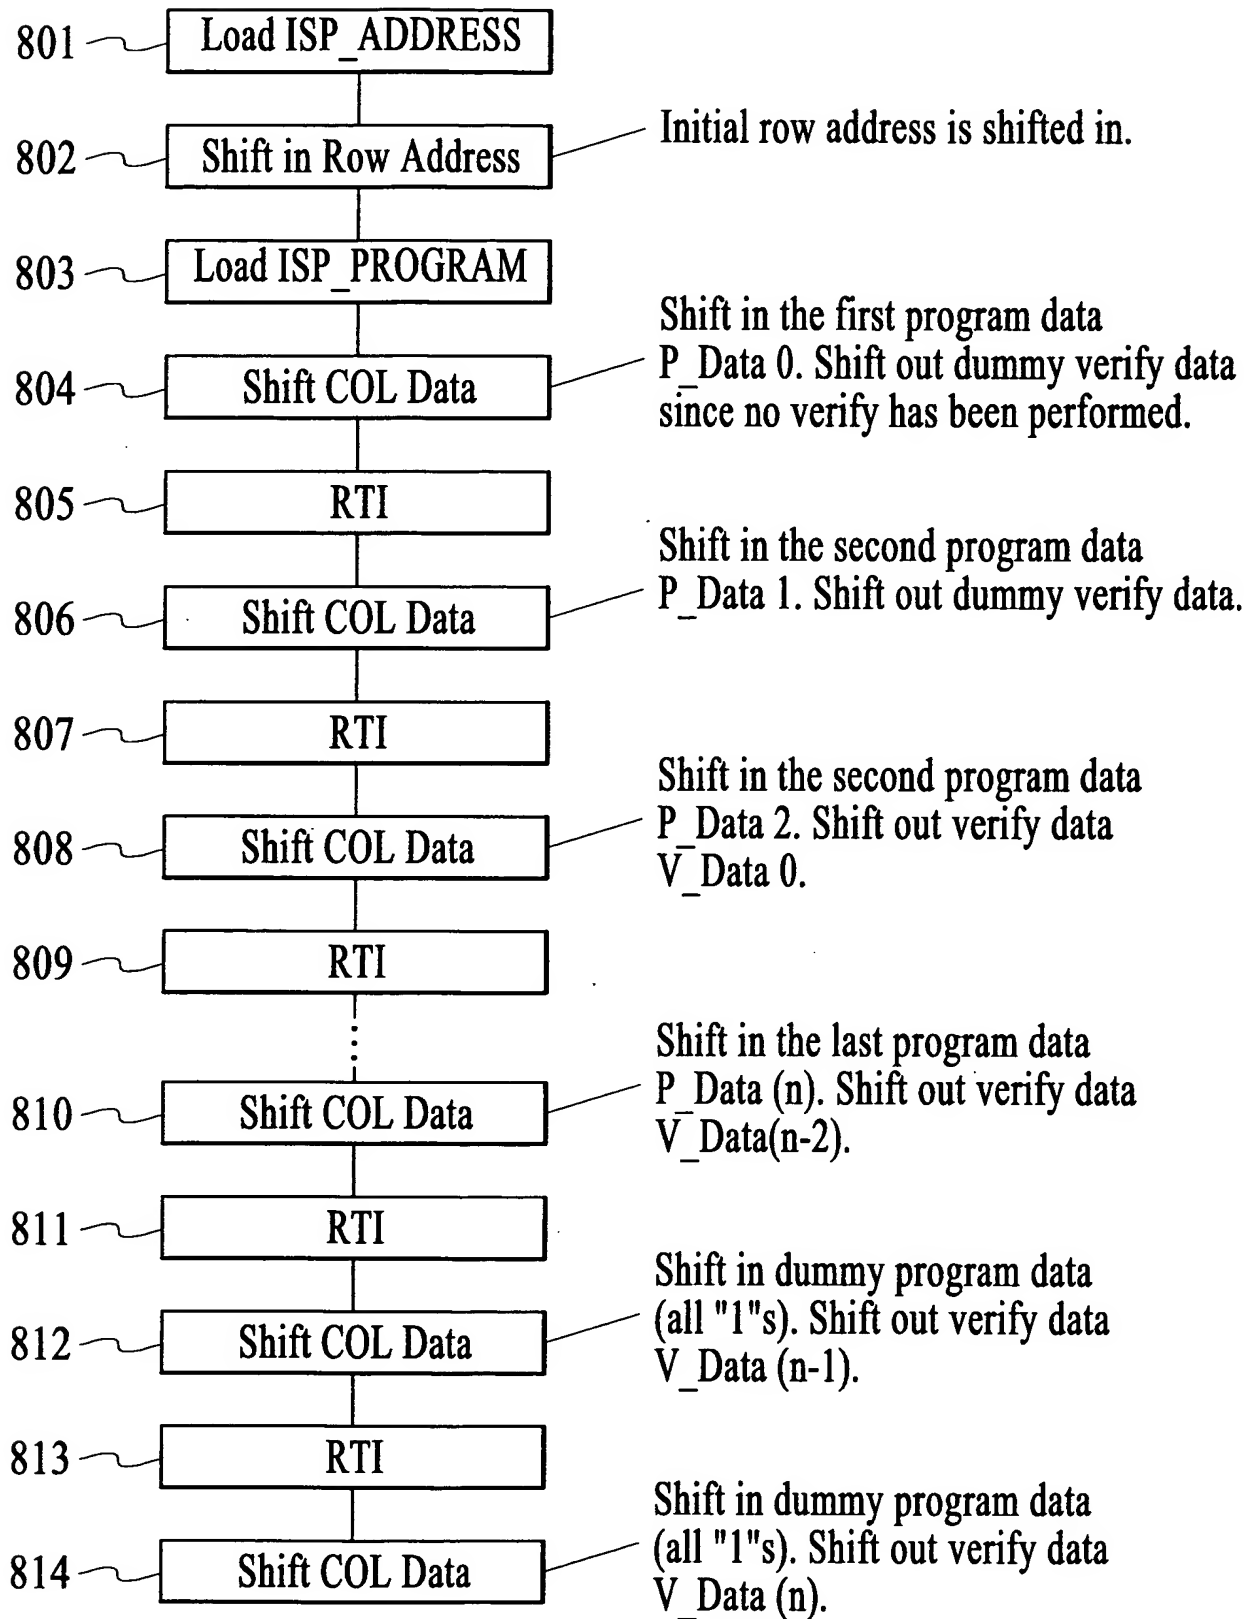 801
Load ISP_ADDRESS
802
Shift in Row Address
Initial row address is shifted in.
803
Load ISP_PROGRAM
804
Shift COL Data
Shift in the first program data
P_Data 0. Shift out dummy verify data
since no verify has been performed.
805
RTI
806
Shift COL Data
Shift in the second program data
P_Data 1. Shift out dummy verify data.
807
RTI
808
Shift COL Data
Shift in the second program data
P_Data 2. Shift out verify data
V_Data 0.
809
RTI
810
Shift COL Data
Shift in the last program data
P_Data (n). Shift out verify data
V_Data(n-2).
811
RTI
812
Shift COL Data
Shift in dummy program data
(all "1"s). Shift out verify data
V_Data (n-1).
813
RTI
814
Shift COL Data
Shift in dummy program data
(all "1"s). Shift out verify data
V_Data (n).